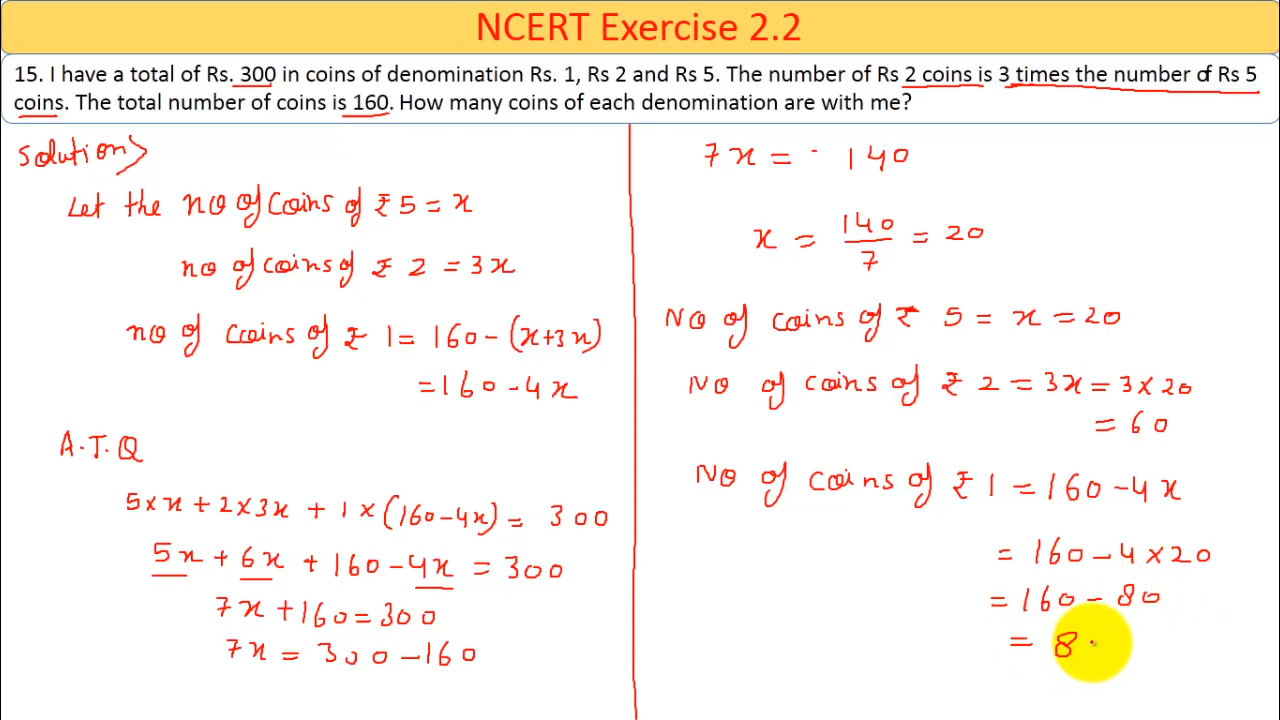 NCERT Exercise 2.2
15. I have a total of Rs. 300 in coins of denomination Rs. 1, Rs 2 and Rs 5. The number of Rs 2 coins is 3 times the number of Rs 5
coins. The total number of coins is 160. How many coins of each denomination are with me?
Solution>
Let the no of coins of ₹ 5 = x
no of coins of ₹ 2 = 3x
no of coins of ₹ 1 = 160 - (x+3x)
= 160 - 4x
A.T.Q
5×x + 2×3x + 1×(160-4x) = 300
5x + 6x + 160 - 4x = 300
7x + 160 = 300
7x = 300 - 160
7x = 140
x = 140/7 = 20
No of coins of ₹ 5 = x = 20
No of coins of ₹ 2 = 3x = 3×20
= 60
No of coins of ₹ 1 = 160 - 4x
= 160 - 4×20
= 160 - 80
= 8